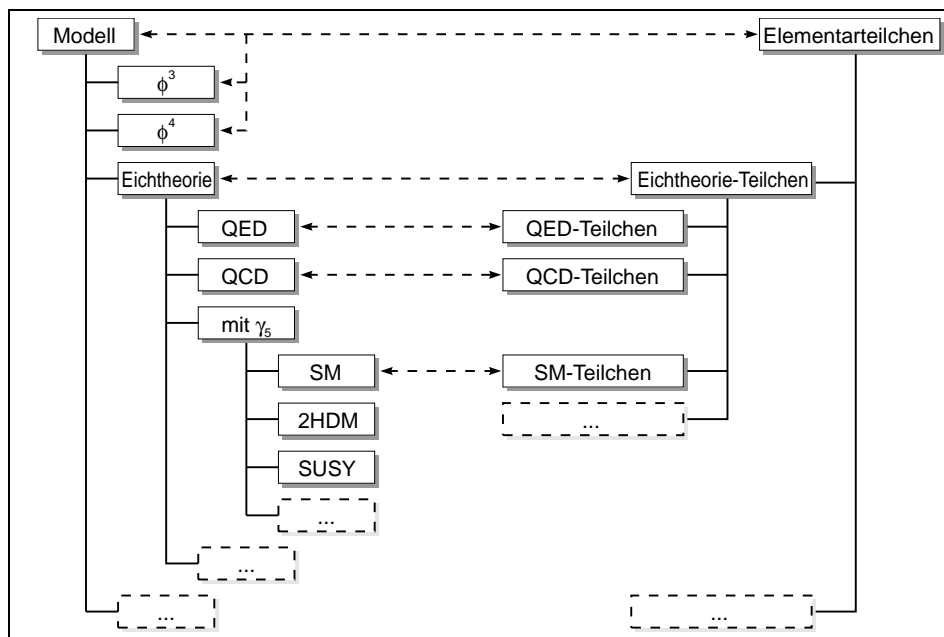 Modell
Elementarteilchen
ϕ³
ϕ⁴
Eichtheorie
Eichtheorie-Teilchen
QED
QED-Teilchen
QCD
QCD-Teilchen
mit γ₅
SM
SM-Teilchen
2HDM
...
SUSY
...
...
...
...